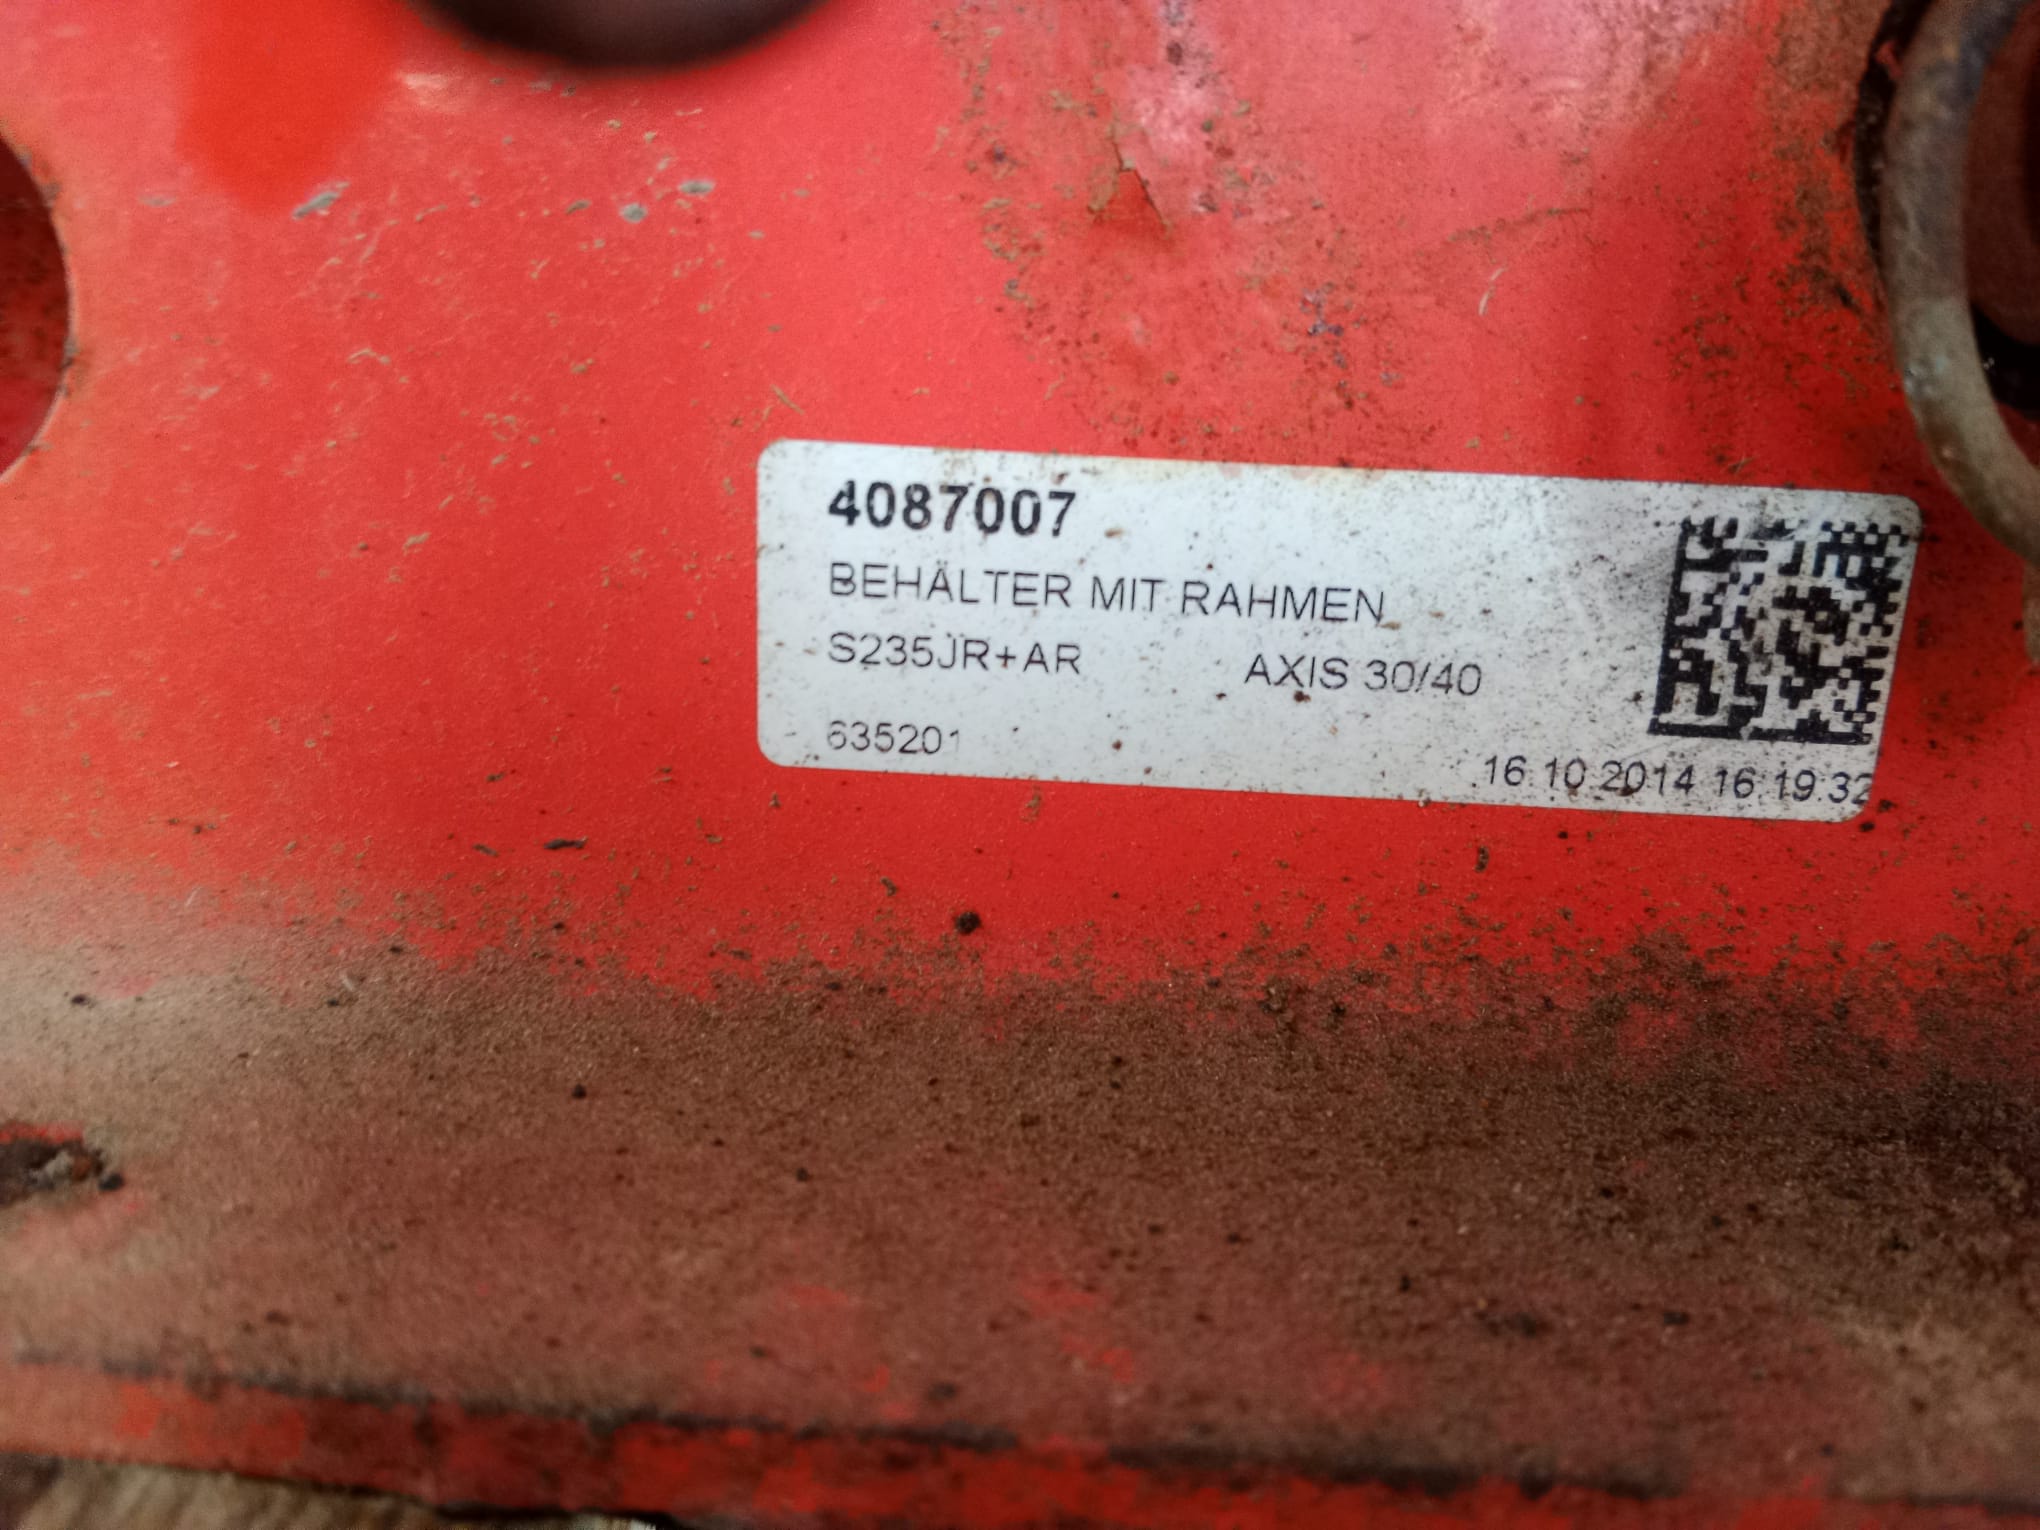 4087007
BEHÄLTER MIT RAHMEN
S235JR+AR AXIS 30/40
635201
16.10.2014 16:19:32